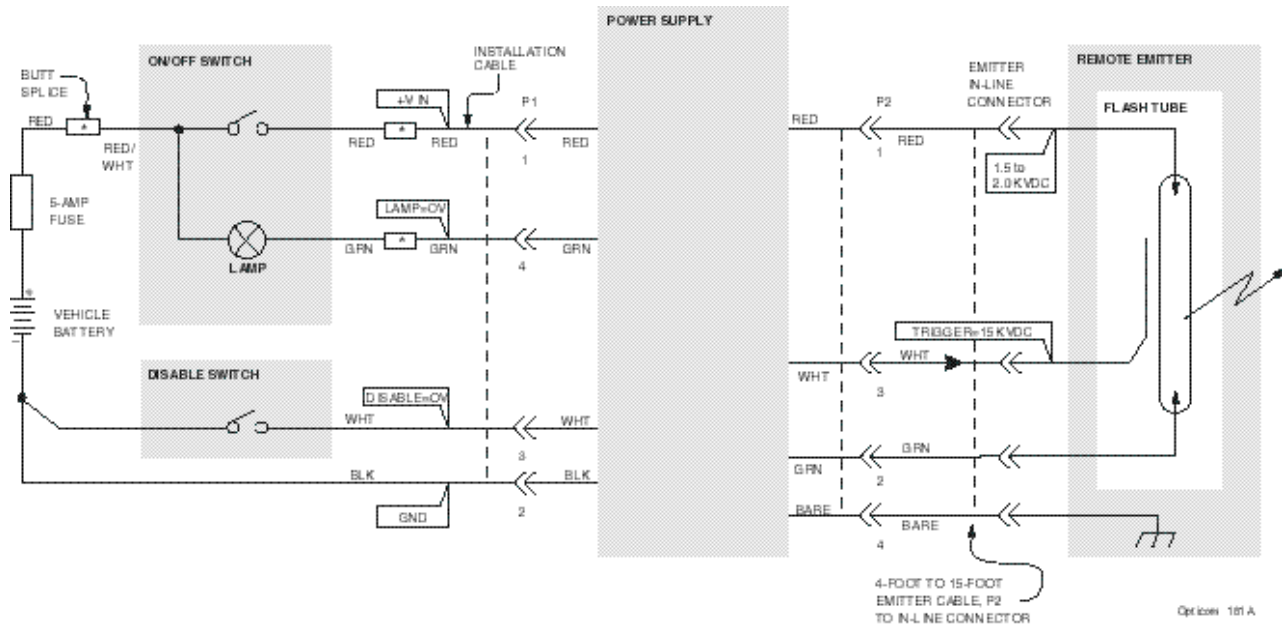 POWER SUPPLY
ON/OFF SWITCH
INSTALLATION
CABLE
BUTT
SPLICE
EMITTER
IN-LINE
CONNECTOR
REMOTE EMITTER
FLASH TUBE
+V IN
P1
P2
RED
*
RED/
WHT
RED
*
RED
1
RED
RED
1
RED
1.5 to
2.0 KVDC
5-AMP
FUSE
LAMP=OV
GRN
*
GRN
4
GRN
LAMP
+
VEHICLE
BATTERY
–
TRIGGER=15 KVDC
WHT
WHT
3
DISABLE SWITCH
DISABLE=OV
WHT
WHT
3
GRN
GRN
2
BLK
BLK
2
GND
BARE
BARE
4
4-FOOT TO 15-FOOT
EMITTER CABLE, P2
TO IN-LINE CONNECTOR
Opticom 181 A